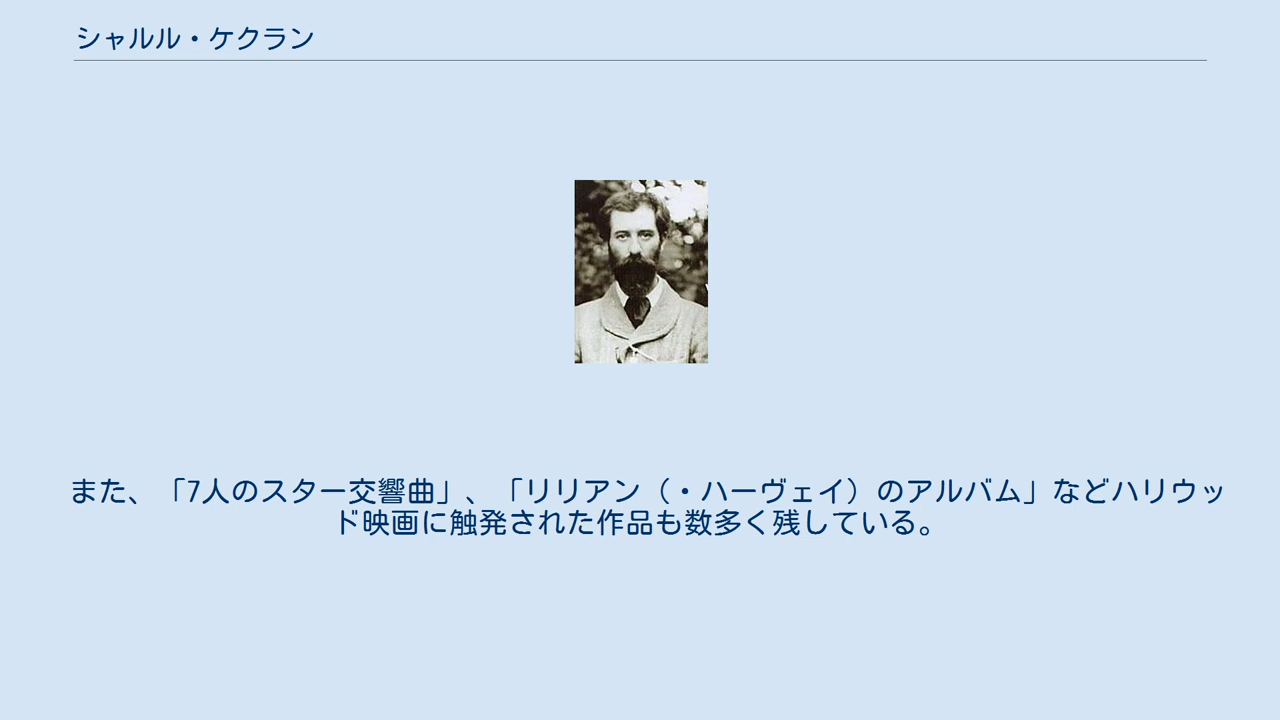 シャルル・ケクラン
また、「7人のスター交響曲」、「リリアン（・ハーヴェイ）のアルバム」などハリウッ
ド映画に触発された作品も数多く残している。